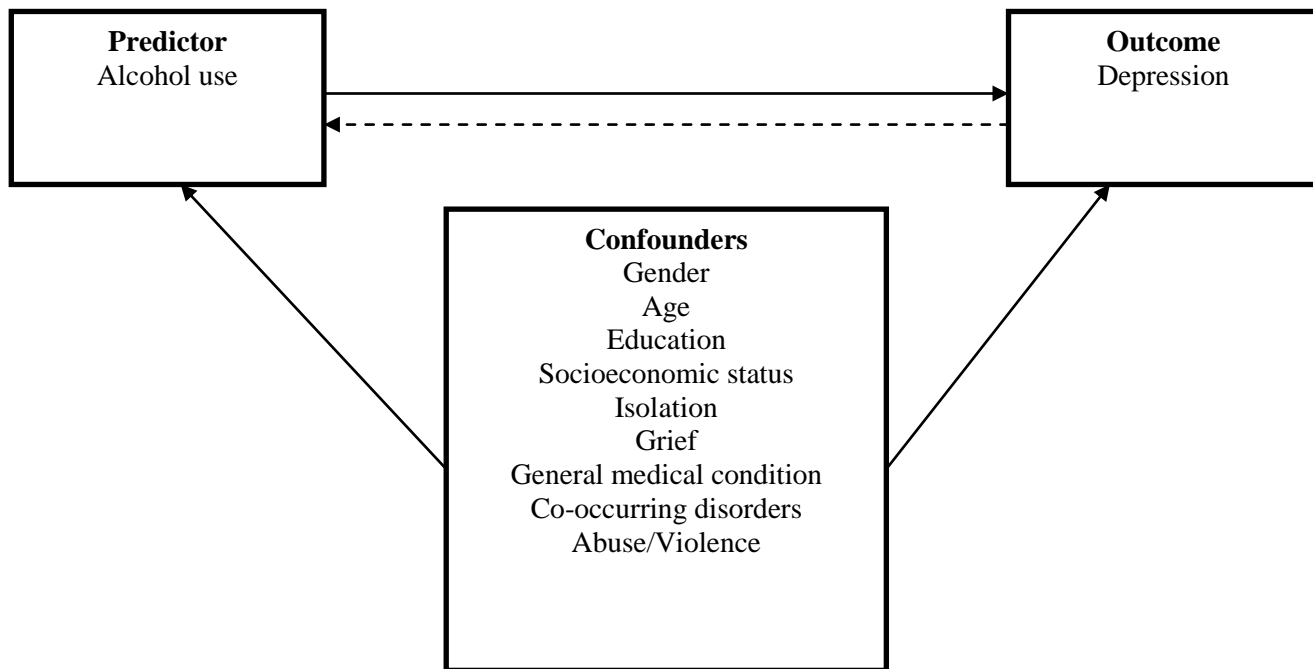 Predictor
Alcohol use
Outcome
Depression
Confounders
Gender
Age
Education
Socioeconomic status
Isolation
Grief
General medical condition
Co-occurring disorders
Abuse/Violence